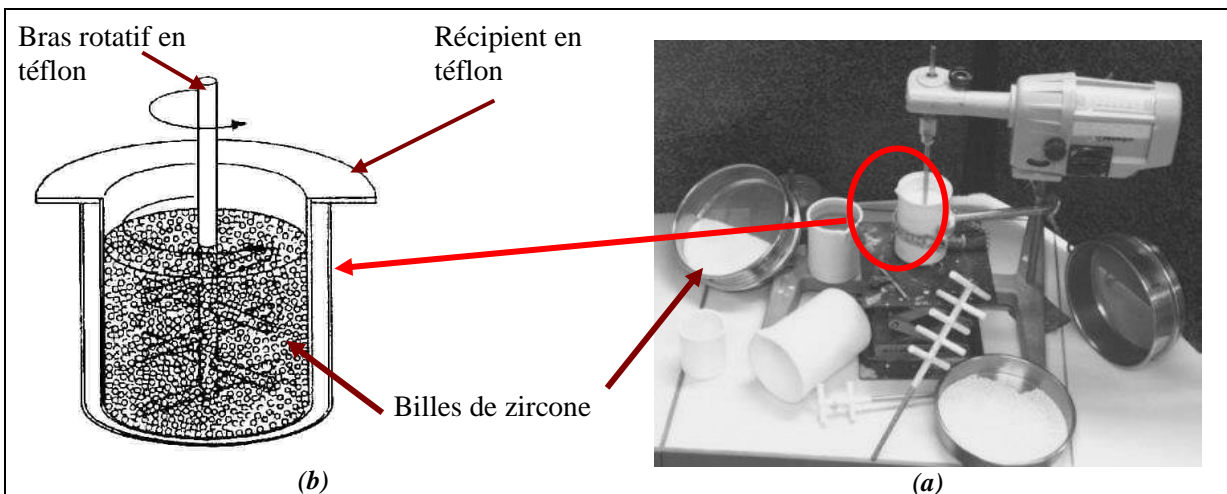 Bras rotatif en
téflon
Récipient en
téflon
Billes de zircone
(b)
(a)